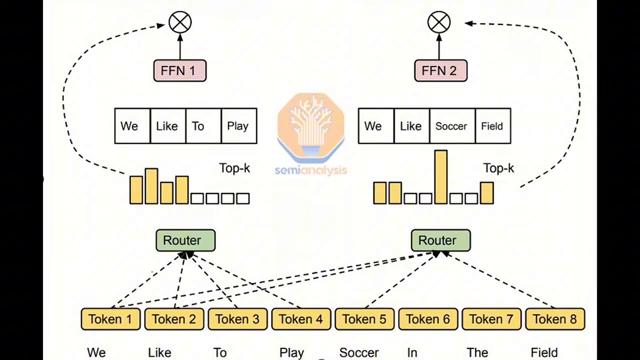 FFN 1
FFN 2
We Like To Play
We Like Soccer Field
Top-k
Top-k
semianalysis
Router
Router
Token 1 Token 2 Token 3 Token 4 Token 5 Token 6 Token 7 Token 8
We Like To Play Soccer In The Field